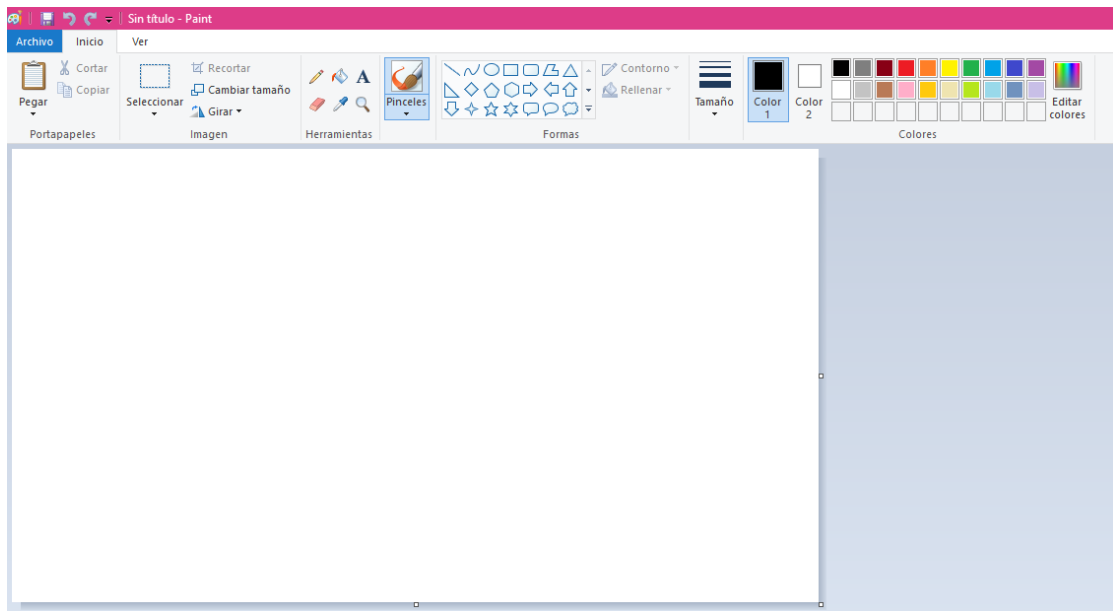 Sin título - Paint
Archivo Inicio Ver
Pegar
Cortar
Copiar
Portapapeles
Seleccionar
Recortar
Cambiar tamaño
Girar
Imagen
A
Herramientas
Pinceles
Contorno
Rellenar
Formas
Tamaño
Color
1
Color
2
Editar
colores
Colores